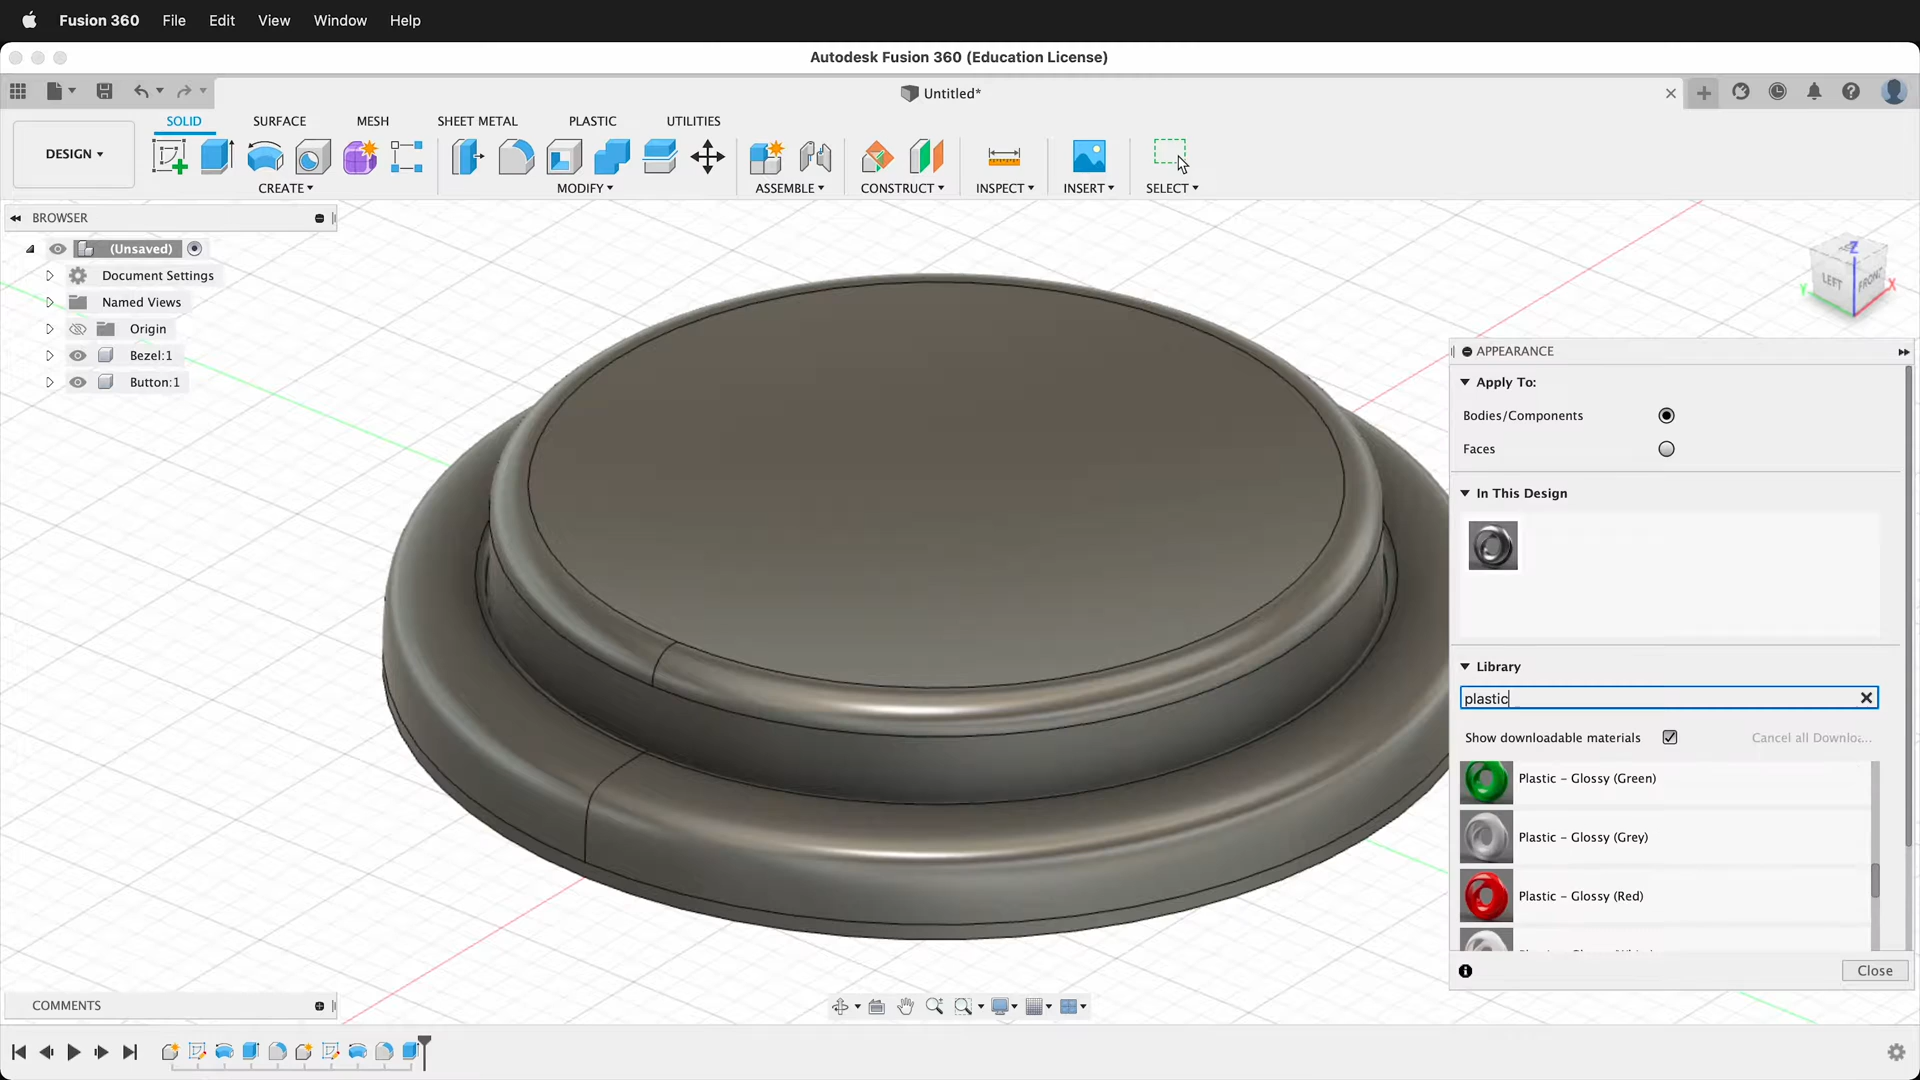 Fusion 360 File Edit View Window Help
Autodesk Fusion 360 (Education License)
Untitled*
SOLID SURFACE MESH SHEET METAL PLASTIC UTILITIES
DESIGN
CREATE MODIFY ASSEMBLE CONSTRUCT INSPECT INSERT SELECT
BROWSER
(Unsaved)
Document Settings
Named Views
Origin
Bezel:1
Button:1
Z
LEFT FRONT
Y X
APPEARANCE
Apply To:
Bodies/Components
Faces
In This Design
Library
plastic
Show downloadable materials Cancel all Downloa...
Plastic - Glossy (Green)
Plastic - Glossy (Grey)
Plastic - Glossy (Red)
Close
COMMENTS